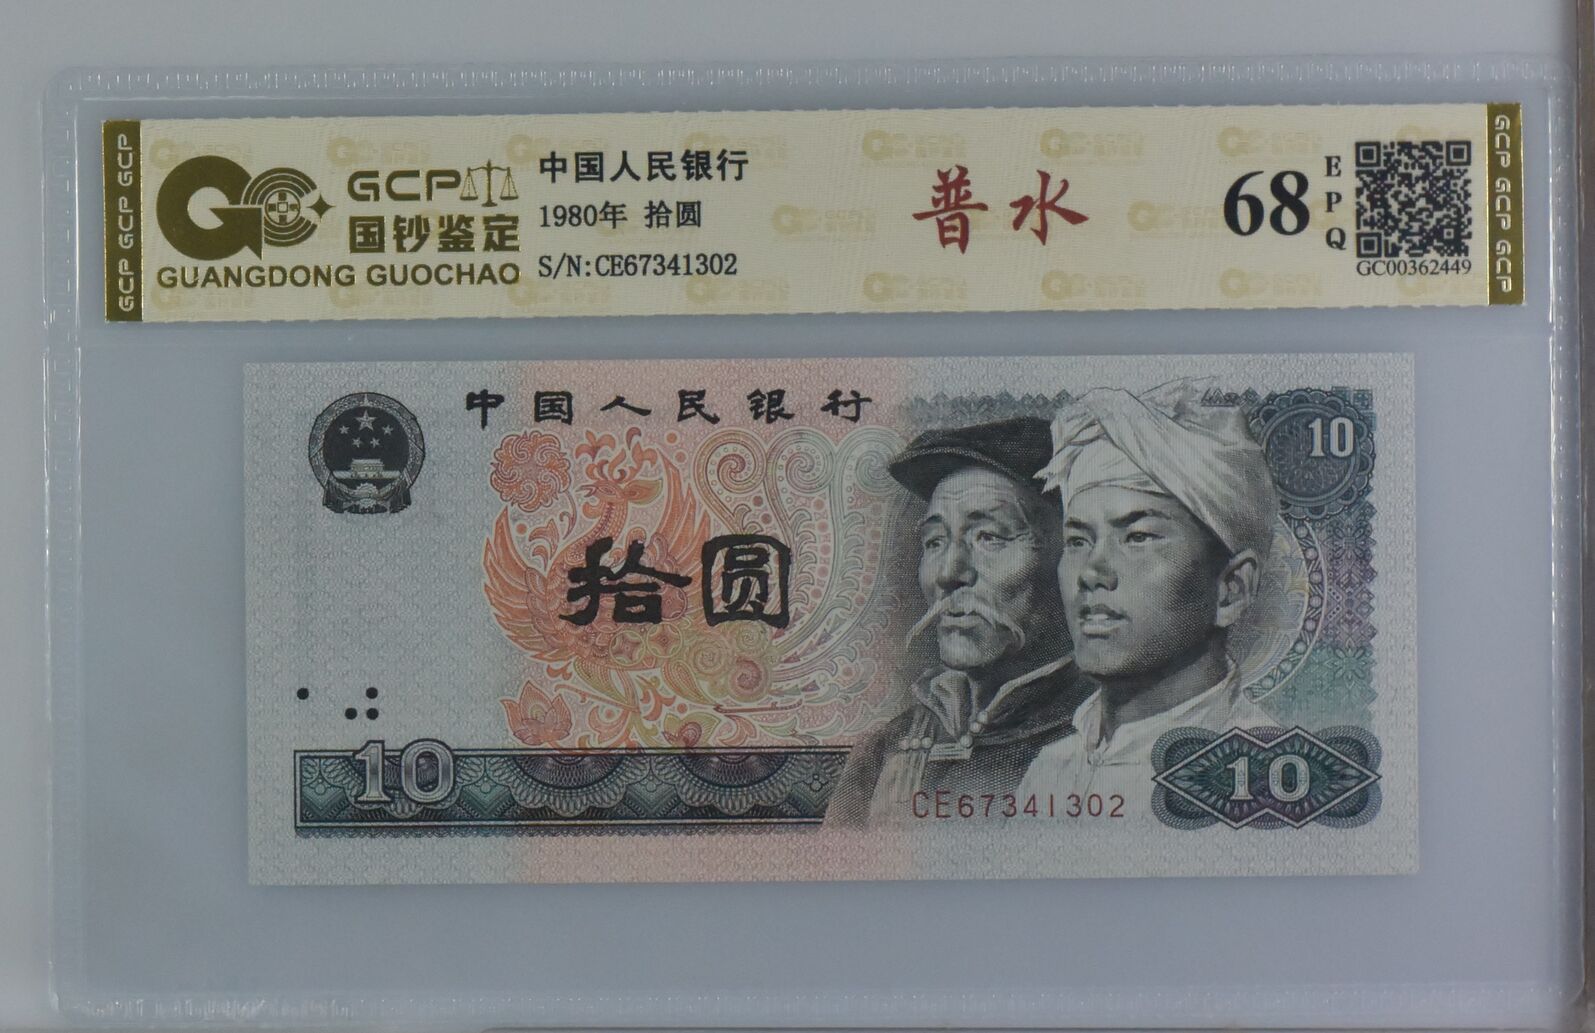 GCP GCP GCP
GCP
国钞鉴定
GUANGDONG GUOCHAO
中国人民银行
1980年 拾圆
S/N:CE67341302
普水
68
EPQ
GC00362449
GCP GCP GCP
中国人民银行
10
拾圆
10
CE67341302
10